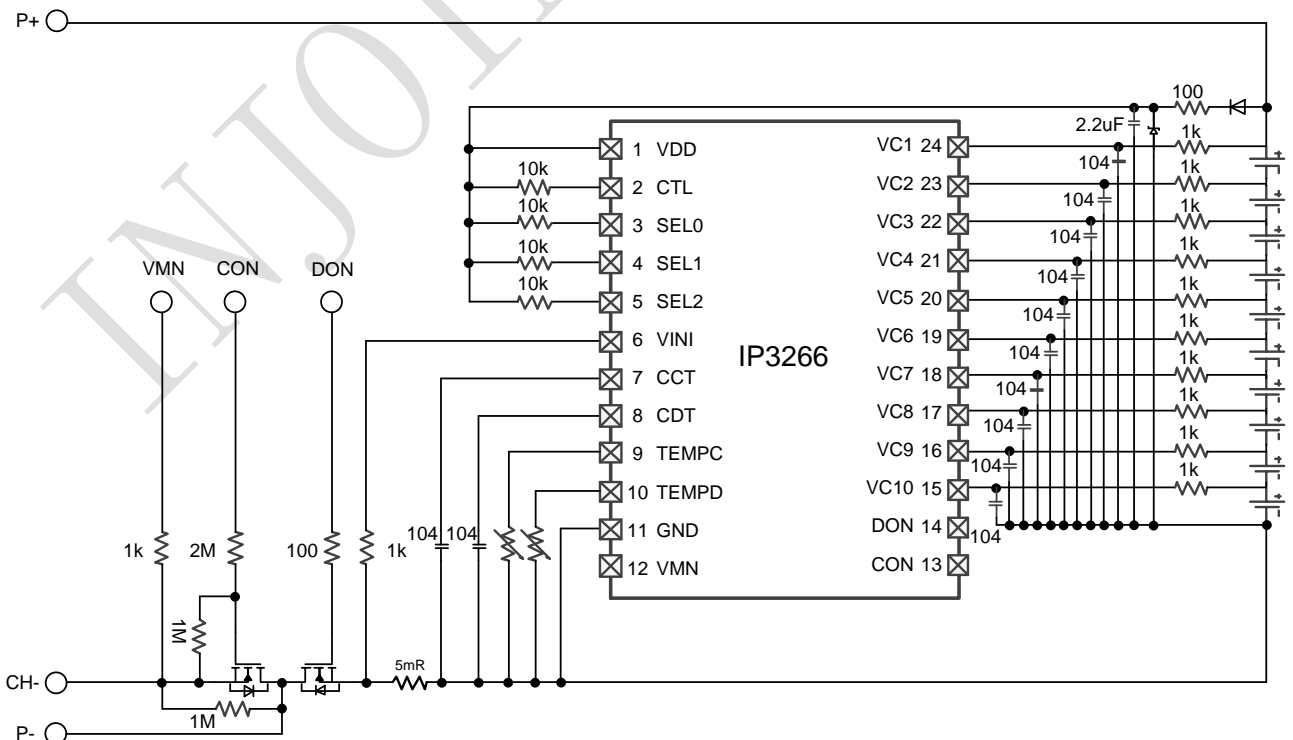 P+
INJOI
100
2.2uF
1 VDD
2 CTL
3 SEL0
4 SEL1
5 SEL2
6 VINI
7 CCT
8 CDT
9 TEMPC
10 TEMPD
11 GND
12 VMN
10k
10k
10k
10k
IP3266
VC1 24
VC2 23
VC3 22
VC4 21
VC5 20
VC6 19
VC7 18
VC8 17
VC9 16
VC10 15
DON 14
CON 13
104
104
104
104
104
104
104
104
104
104
1k
1k
1k
1k
1k
1k
1k
1k
1k
1k
VMN
CON
DON
1k
2M
100
1k
104
104
1M
5mR
CH-
1M
P-